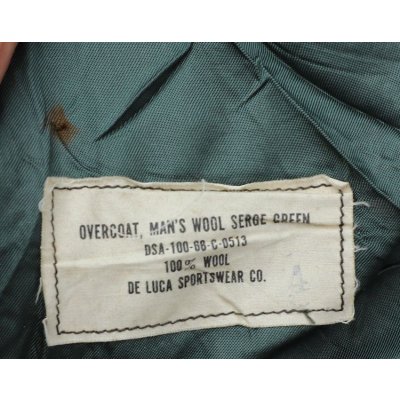 OVERCOAT, MAN'S WOOL SERGE GREEN
DSA-100-68-C-0513
100% WOOL
DE LUCA SPORTSWEAR CO.